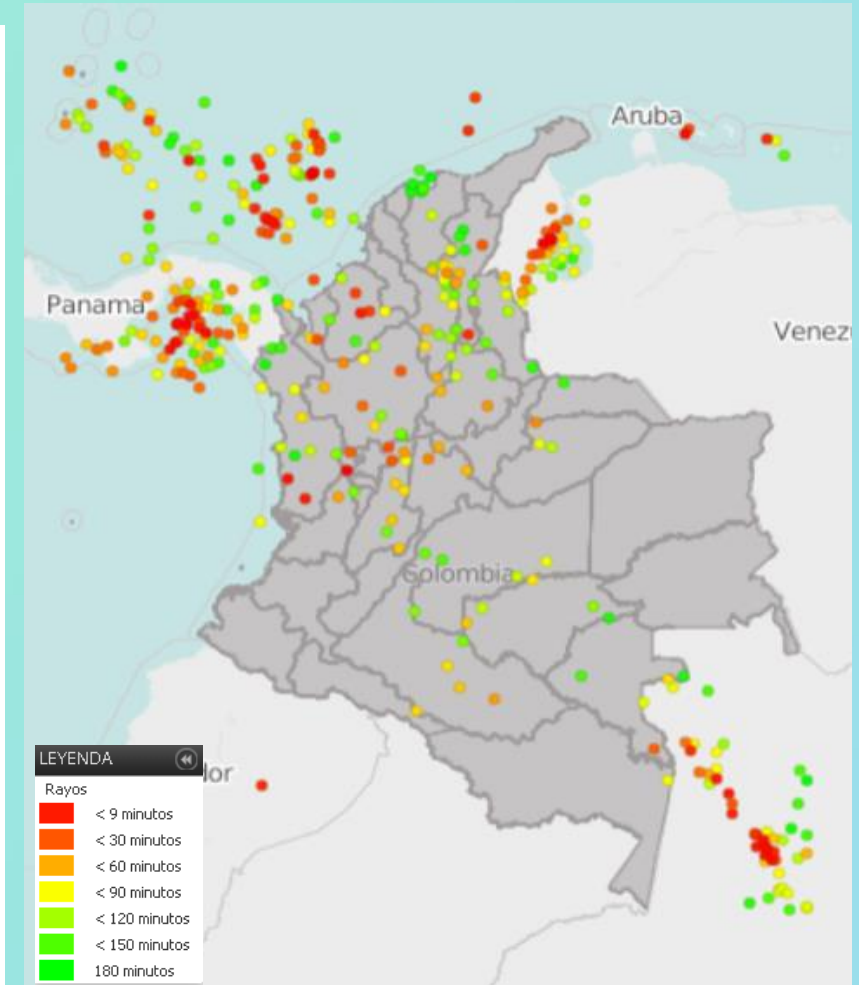 Aruba
Panama
Venez
Colombia
dor
LEYENDA
Rayos
< 9 minutos
< 30 minutos
< 60 minutos
< 90 minutos
< 120 minutos
< 150 minutos
180 minutos